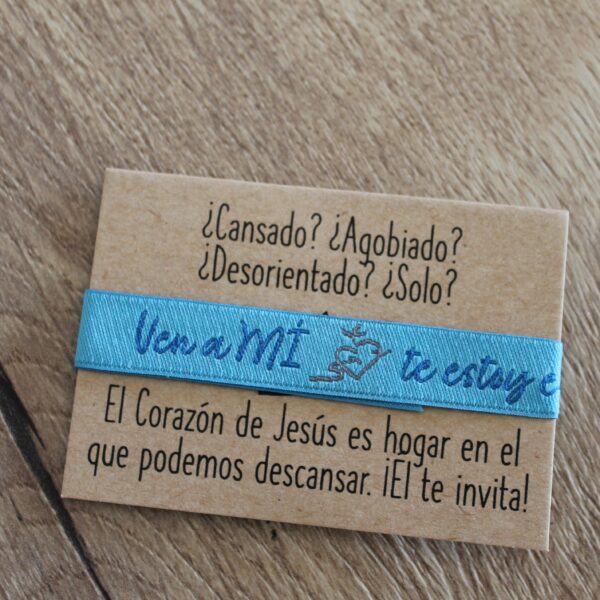 ¿Cansado? ¿Agobiado?
¿Desorientado? ¿Solo?
Ven a MÍ te estoy e
El Corazón de Jesús es hogar en el
que podemos descansar. ¡Él te invita!